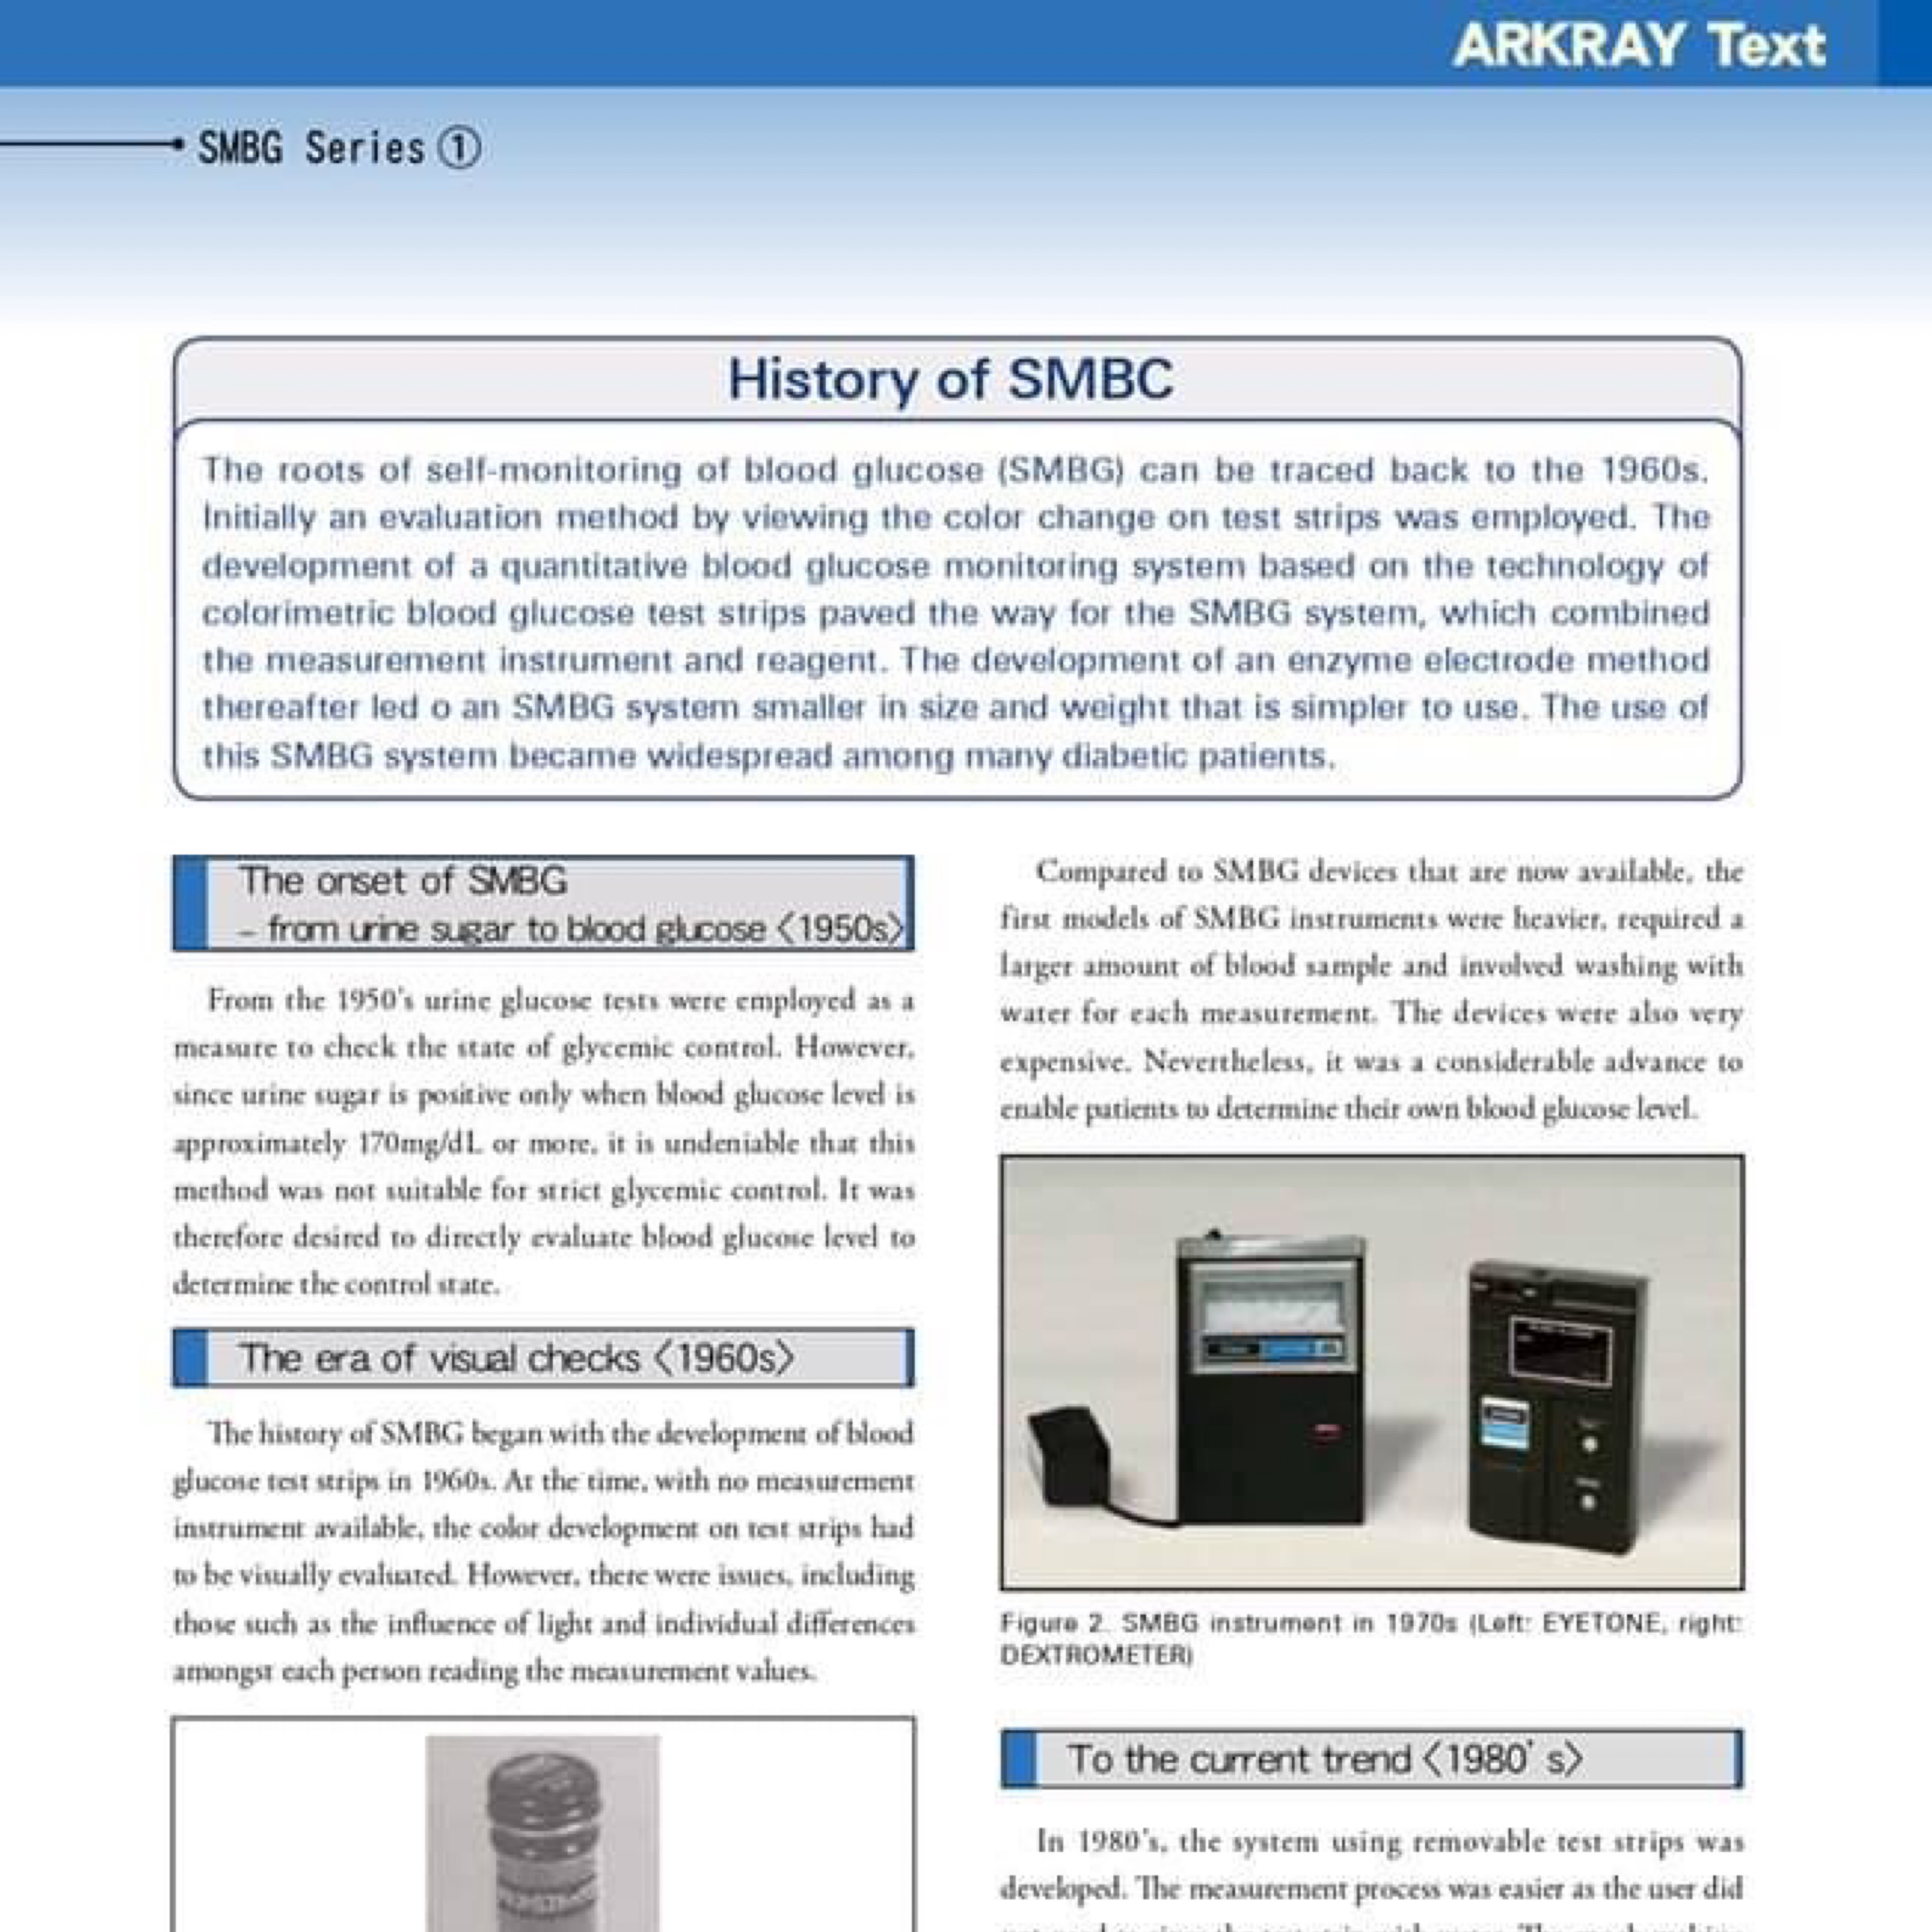 ARKRAY Text
SMBG Series①
History of SMBC
The roots of self-monitoring of blood glucose (SMBG) can be traced back to the 1960s.
Initially an evaluation method by viewing the color change on test strips was employed. The
development of a quantitative blood glucose monitoring system based on the technology of
colorimetric blood glucose test strips paved the way for the SMBG system, which combined
the measurement instrument and reagent. The development of an enzyme electrode method
thereafter led o an SMBG system smaller in size and weight that is simpler to use. The use of
this SMBG system became widespread among many diabetic patients.
The onset of SMBG
– from urine sugar to blood glucose〈1950s〉
From the 1950's urine glucose tests were employed as a
measure to check the state of glycemic control. However,
since urine sugar is positive only when blood glucose level is
approximately 170mg/dL or more, it is undeniable that this
method was not suitable for strict glycemic control. It was
therefore desired to directly evaluate blood glucose level to
determine the control state.
The era of visual checks〈1960s〉
The history of SMBG began with the development of blood
glucose test strips in 1960s. At the time, with no measurement
instrument available, the color development on test strips had
to be visually evaluated. However, there were issues, including
those such as the influence of light and individual differences
amongst each person reading the measurement values.
Compared to SMBG devices that are now available, the
first models of SMBG instruments were heavier, required a
larger amount of blood sample and involved washing with
water for each measurement. The devices were also very
expensive. Nevertheless, it was a considerable advance to
enable patients to determine their own blood glucose level.
Figure 2. SMBG instrument in 1970s (Left: EYETONE, right:
DEXTROMETER)
To the current trend〈1980's〉
In 1980's, the system using removable test strips was
developed. The measurement process was easier as the user did